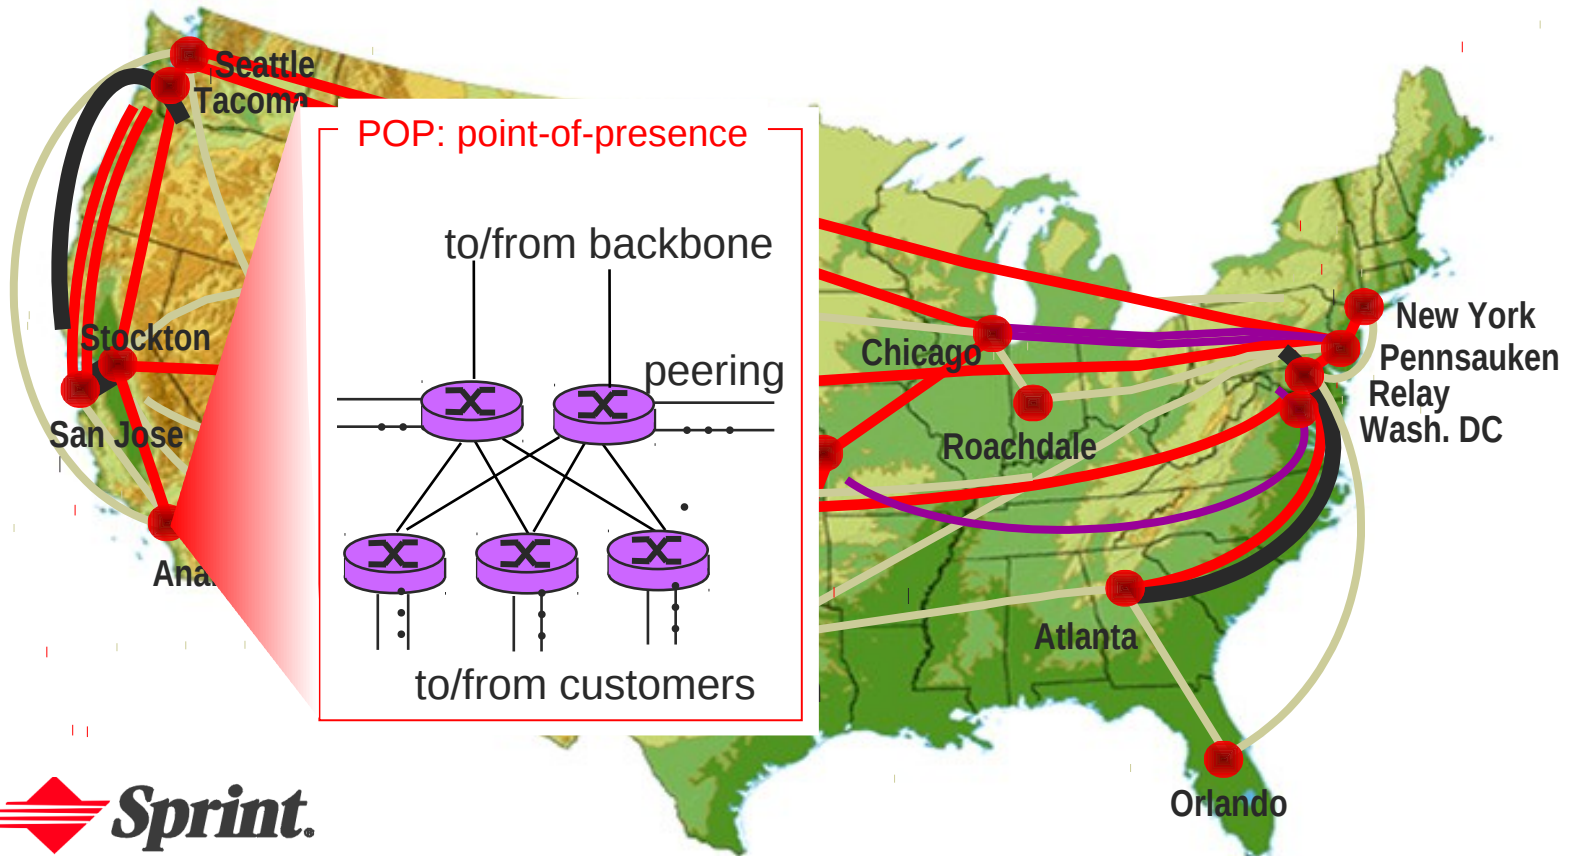 Seattle
Tacoma
POP: point-of-presence
to/from backbone
peering
to/from customers
Stockton
San Jose
Chicago
Roachdale
New York
Pennsauken
Relay
Wash. DC
Atlanta
Orlando
Sprint.